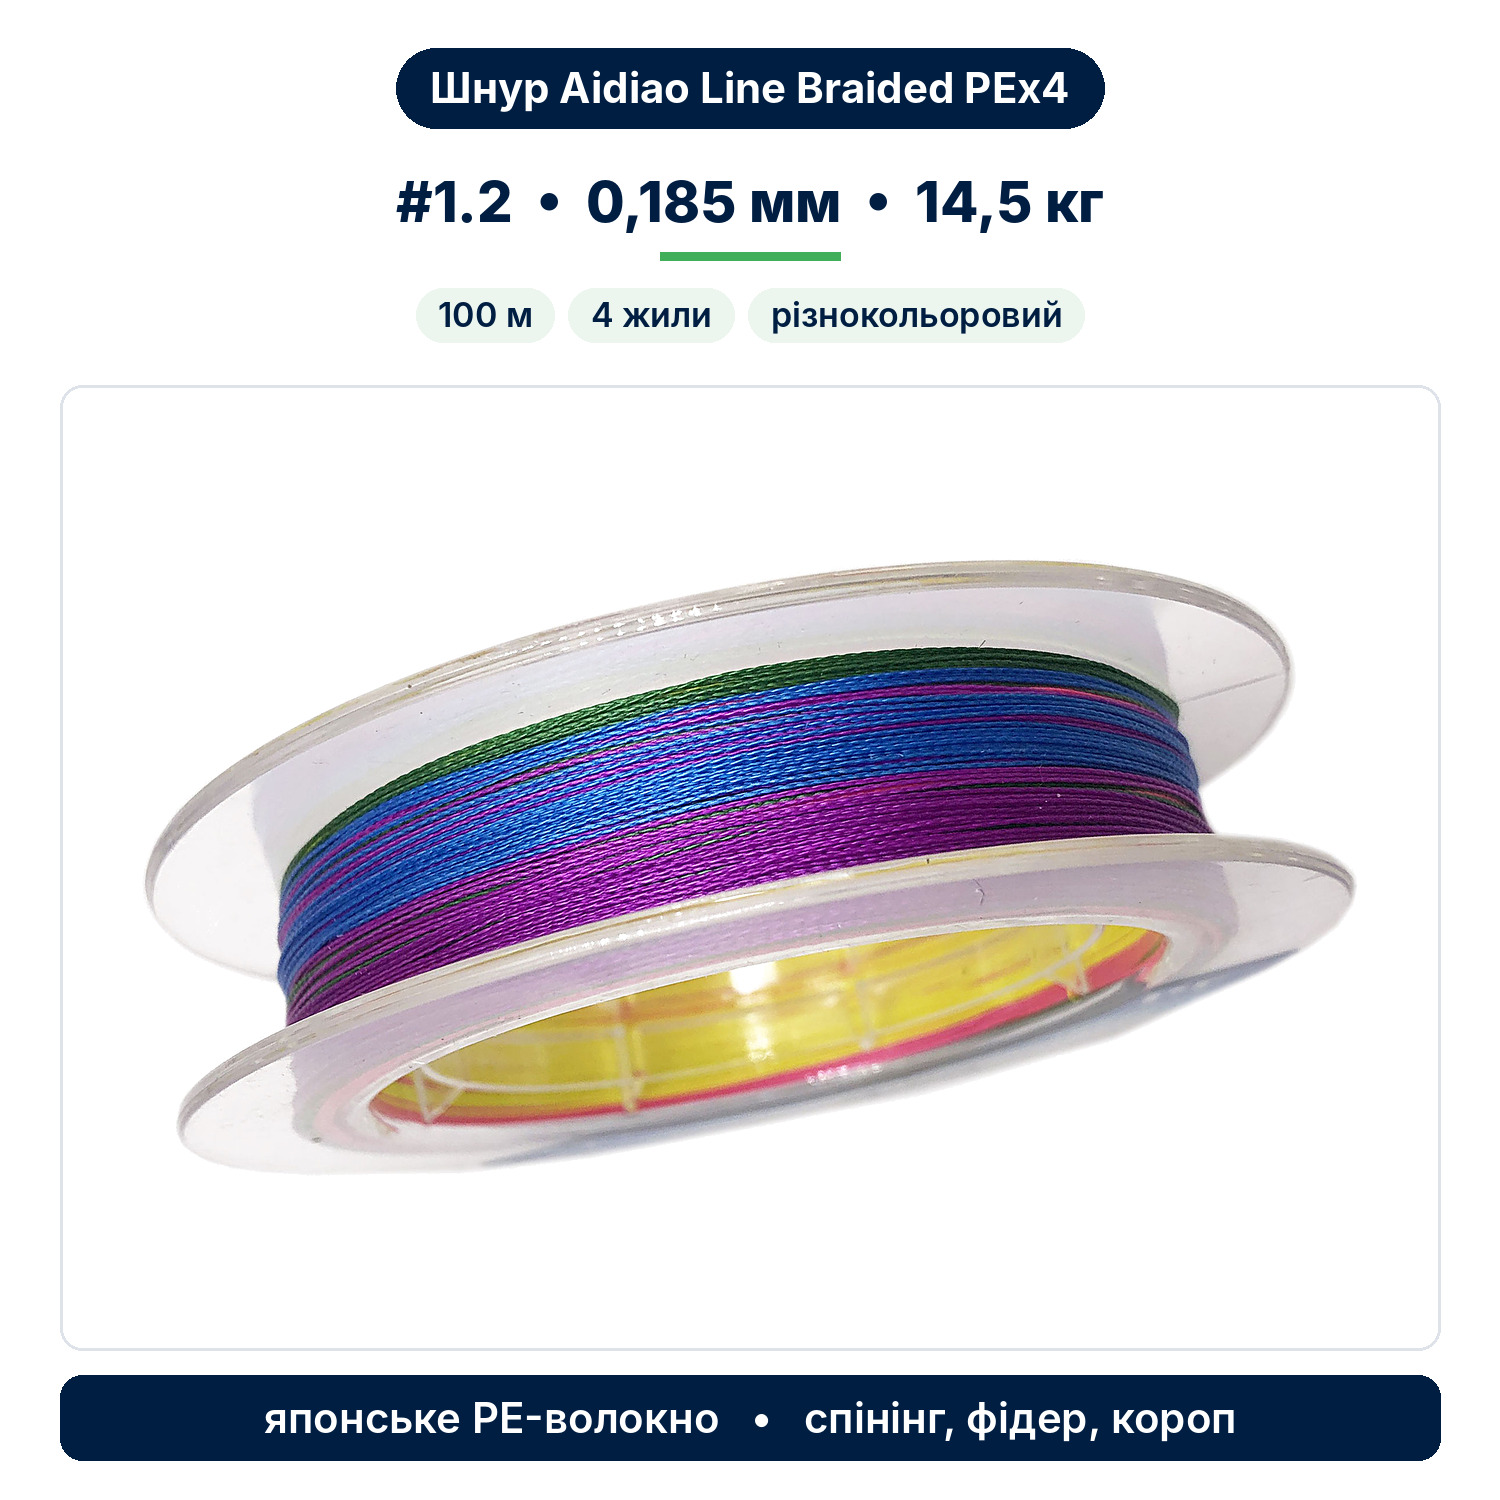 Шнур Aidiao Line Braided PEx4
#1.2 • 0,185 мм • 14,5 кг
100 м 4 жили різнокольоровий
японське PE-волокно • спінінг, фідер, короп